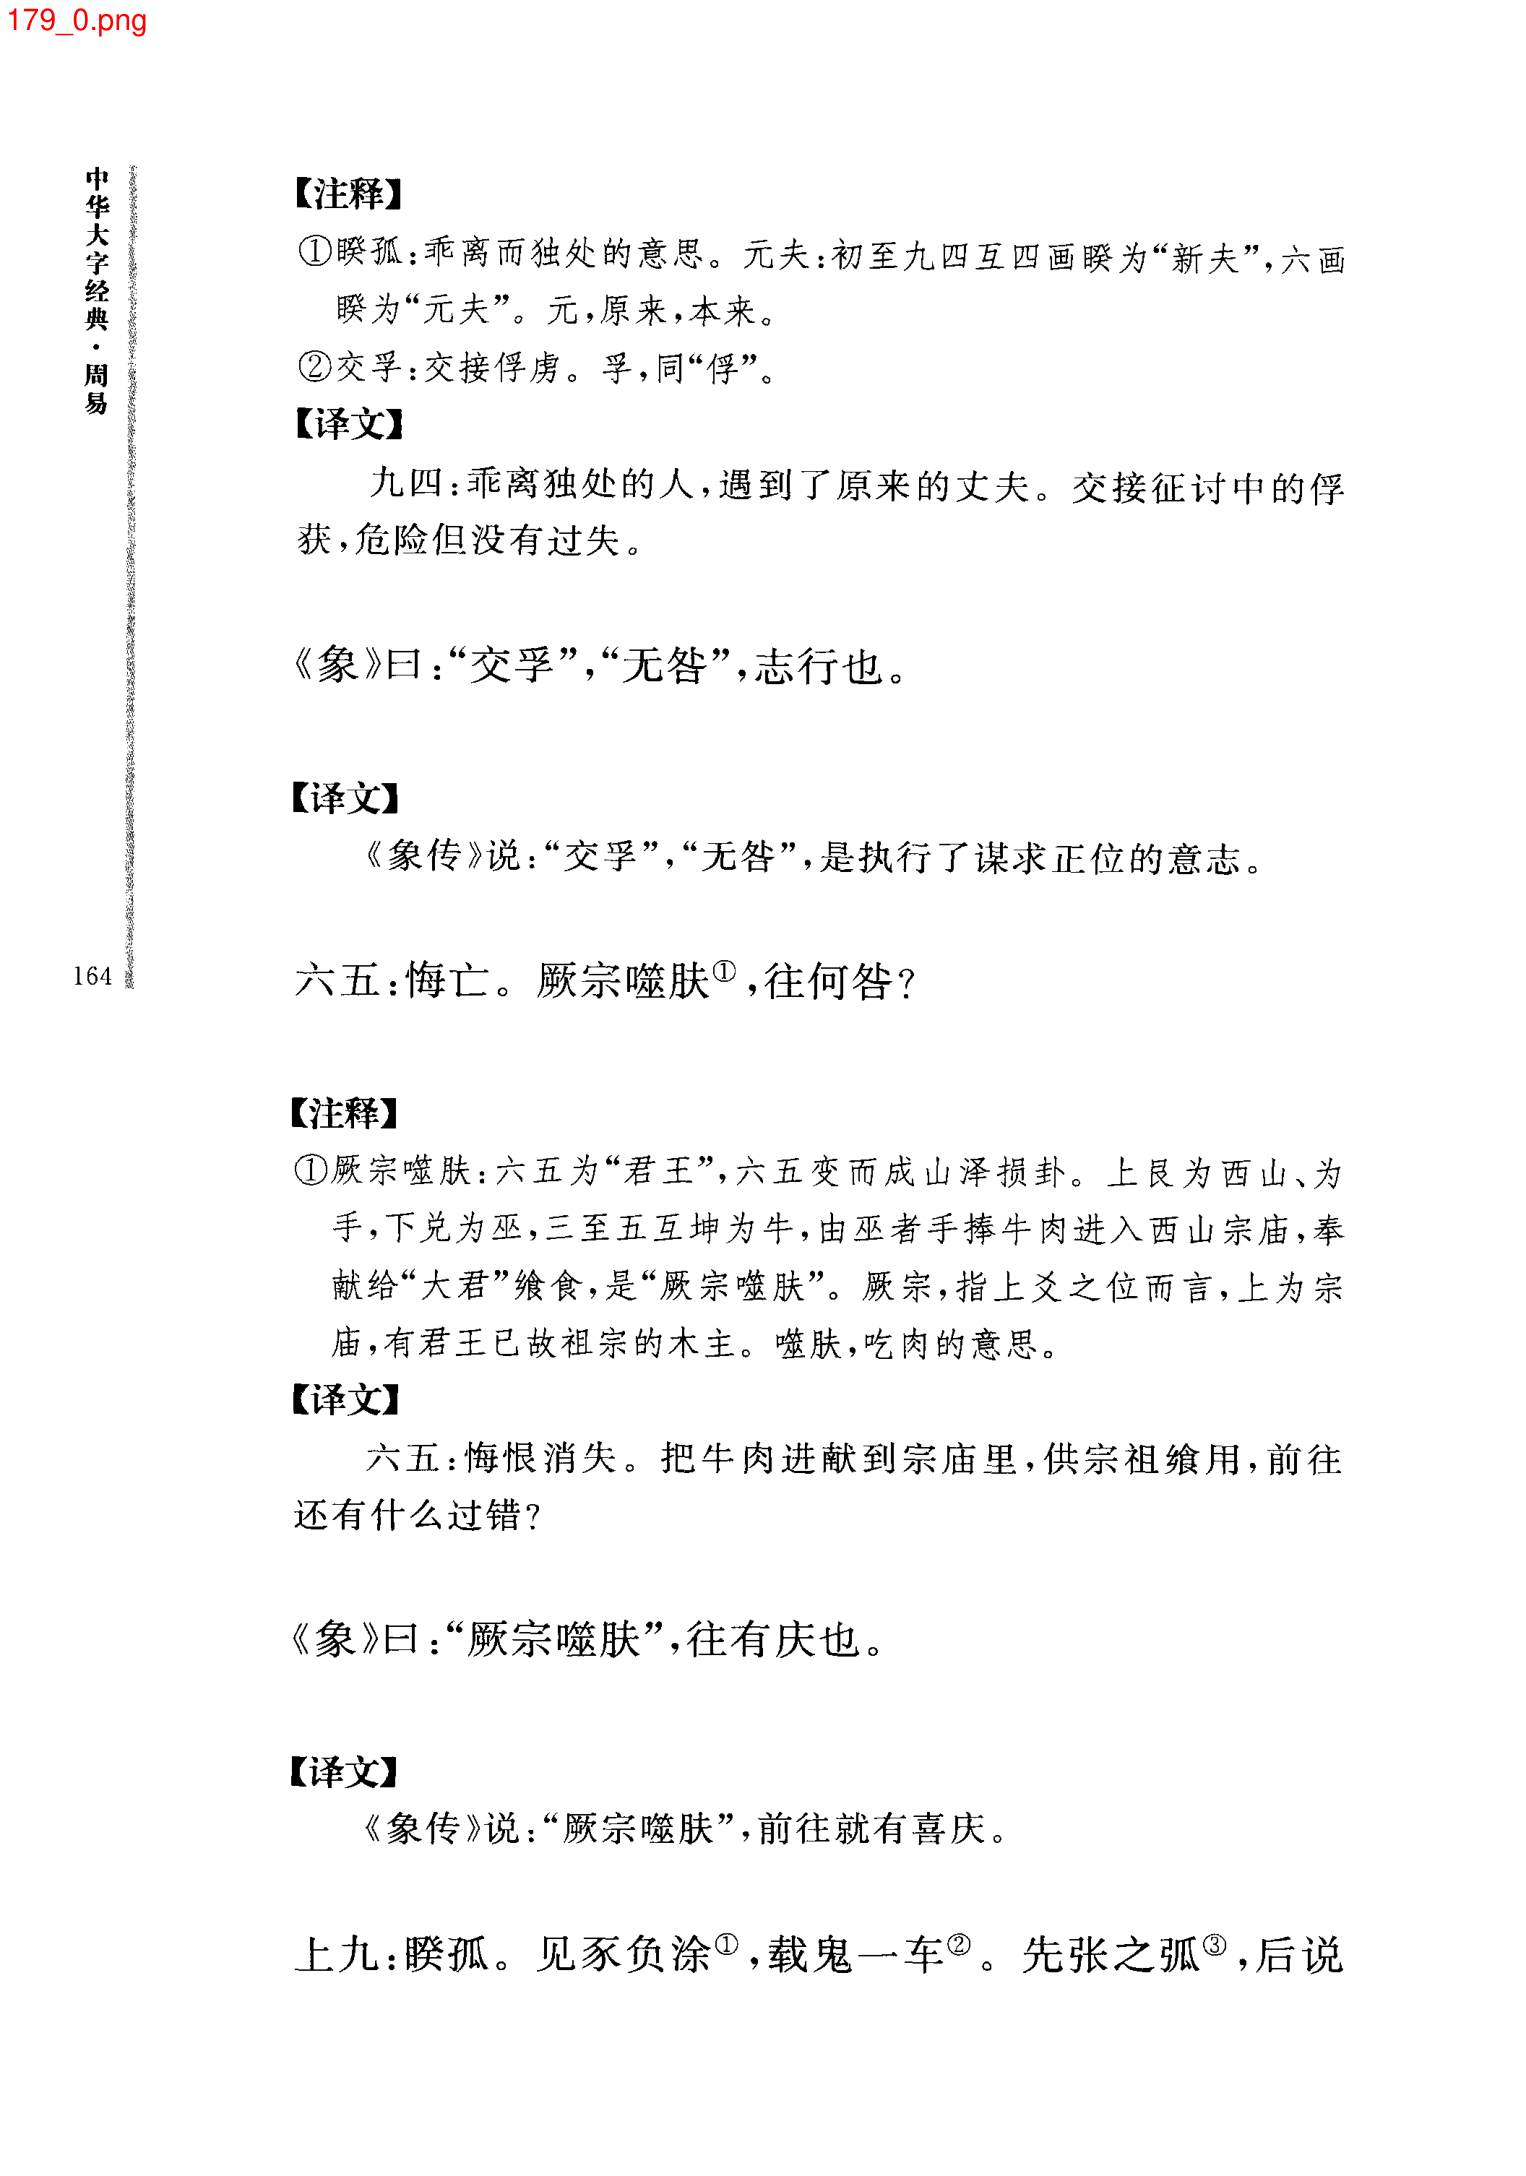 179_0.png
中华大字经典·周易
164
【注释】
①睽孤:乖离而独处的意思。元夫:初至九四互四画睽为“新夫”,六画
睽为“元夫”。元,原来,本来。
②交孚:交接俘虏。孚,同“俘”。
【译文】
九四:乖离独处的人,遇到了原来的丈夫。交接征讨中的俘
获,危险但没有过失。
《象》曰:“交孚”,“无咎”,志行也。
【译文】
《象传》说:“交孚”,“无咎”,是执行了谋求正位的意志。
六五:悔亡。厥宗噬肤①,往何咎?
【注释】
①厥宗噬肤:六五为“君王”,六五变而成山泽损卦。上艮为西山、为
手,下兑为巫,三至五互坤为牛,由巫者手捧牛肉进入西山宗庙,奉
献给“大君”飨食,是“厥宗噬肤”。厥宗,指上爻之位而言,上为宗
庙,有君王已故祖宗的木主。噬肤,吃肉的意思。
【译文】
六五:悔恨消失。把牛肉进献到宗庙里,供宗祖飨用,前往
还有什么过错?
《象》曰:“厥宗噬肤”,往有庆也。
【译文】
《象传》说:“厥宗噬肤”,前往就有喜庆。
上九:睽孤。见豕负涂①,载鬼一车②。先张之弧③,后说